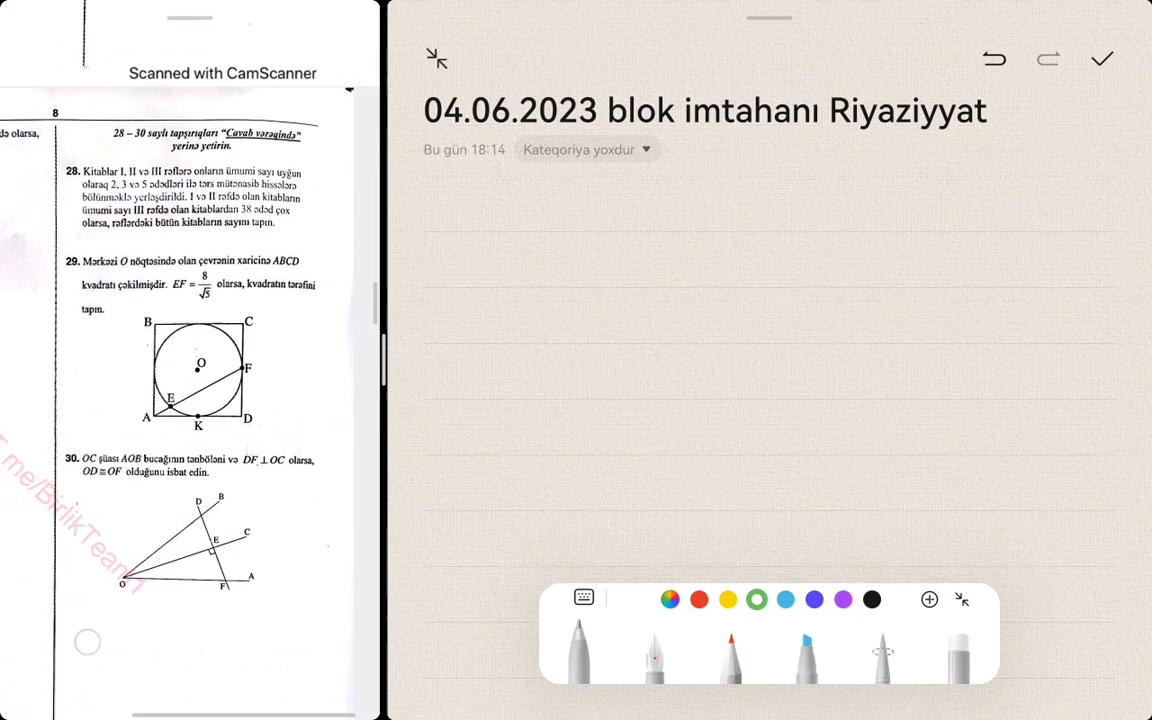 Scanned with CamScanner
8
də olarsa,
28 – 30 saylı tapşırıqları “Cavab vərəqində”
yerinə yetirin.
28. Kitablar I, II və III rəflərə onların ümumi sayı uyğun
olaraq 2, 3 və 5 ədədləri ilə tərs mütənasib hissələrə
bölünməklə yerləşdirildi. I və II rəfdə olan kitabların
ümumi sayı III rəfdə olan kitablardan 38 ədəd çox
olarsa, rəflərdəki bütün kitabların sayını tapın.
29. Mərkəzi O nöqtəsində olan çevrənin xaricinə ABCD
kvadratı çəkilmişdir. EF = 8/√5 olarsa, kvadratın tərəfini
tapın.
B C
O
F
E
A D
K
30. OC şüası AOB bucağının tənböləni və DF ⊥ OC olarsa,
OD ≅ OF olduğunu isbat edin.
D B
C
E
A
O F
T.me/BirlikTeam1
04.06.2023 blok imtahanı Riyaziyyat
Bu gün 18:14 Kateqoriya yoxdur